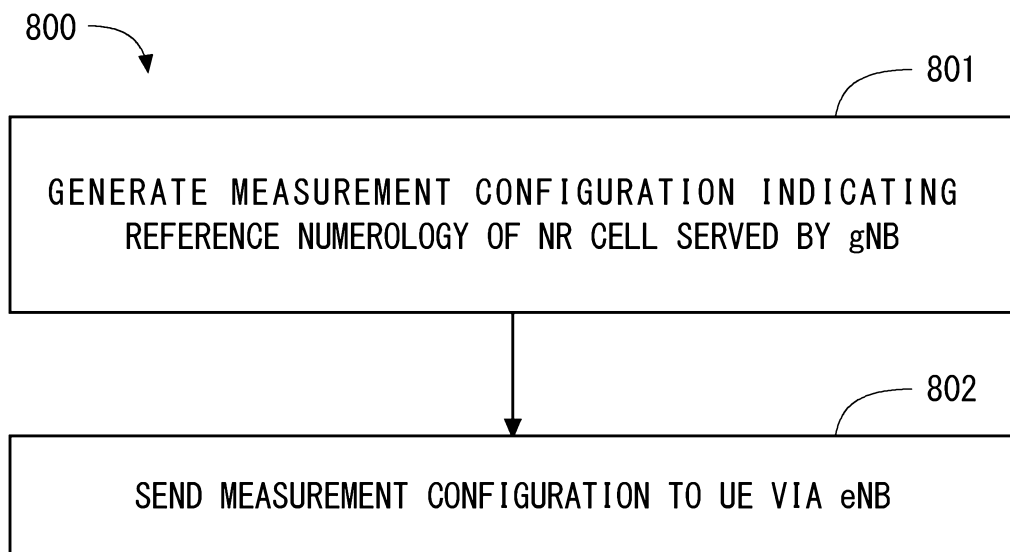 800
801
GENERATE MEASUREMENT CONFIGURATION INDICATING
REFERENCE NUMEROLOGY OF NR CELL SERVED BY gNB
802
SEND MEASUREMENT CONFIGURATION TO UE VIA eNB